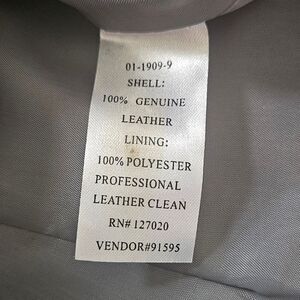 01-1909-9
SHELL:
100% GENUINE
LEATHER
LINING:
100% POLYESTER
PROFESSIONAL
LEATHER CLEAN
RN# 127020
VENDOR#91595